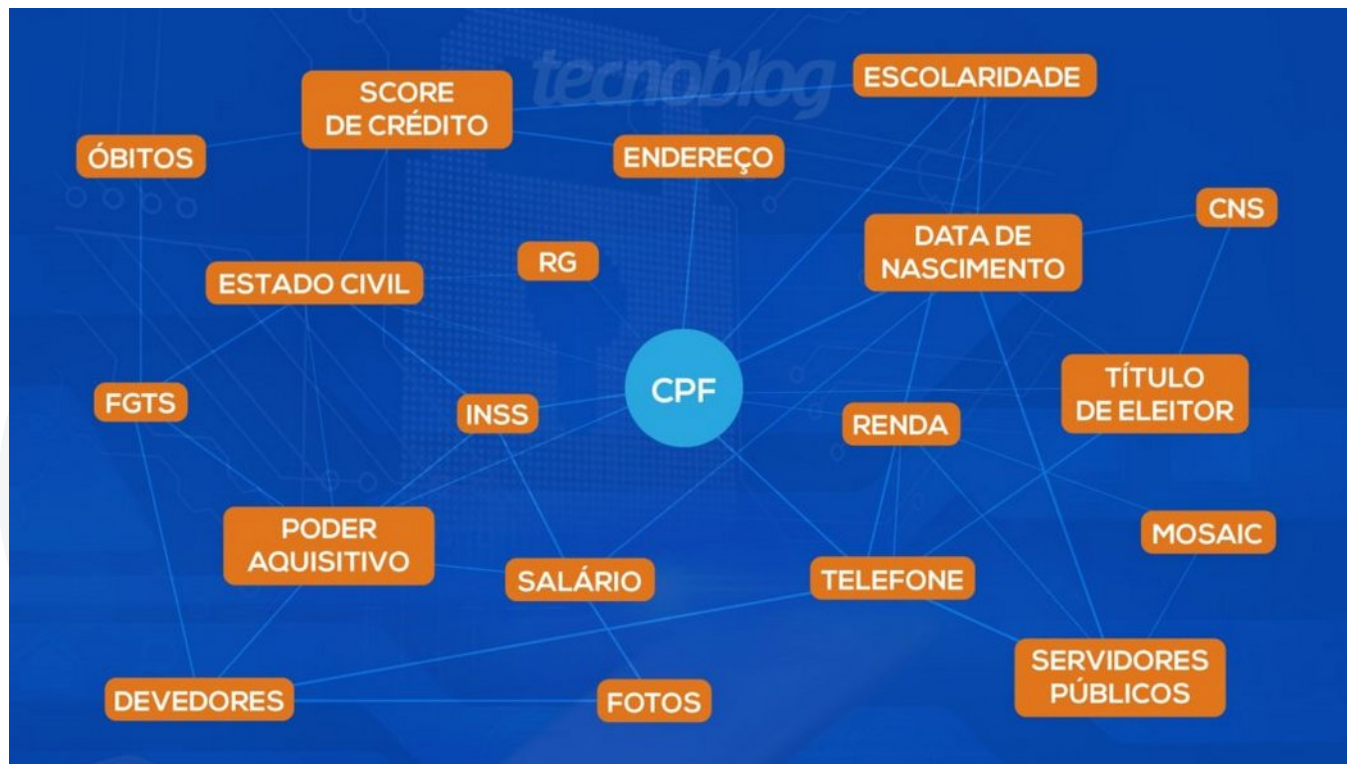 tecnoblog
SCORE
DE CRÉDITO
ESCOLARIDADE
ÓBITOS
ENDEREÇO
CNS
DATA DE
NASCIMENTO
RG
ESTADO CIVIL
CPF
TÍTULO
DE ELEITOR
FGTS
INSS
RENDA
PODER
AQUISITIVO
MOSAIC
SALÁRIO
TELEFONE
SERVIDORES
PÚBLICOS
DEVEDORES
FOTOS